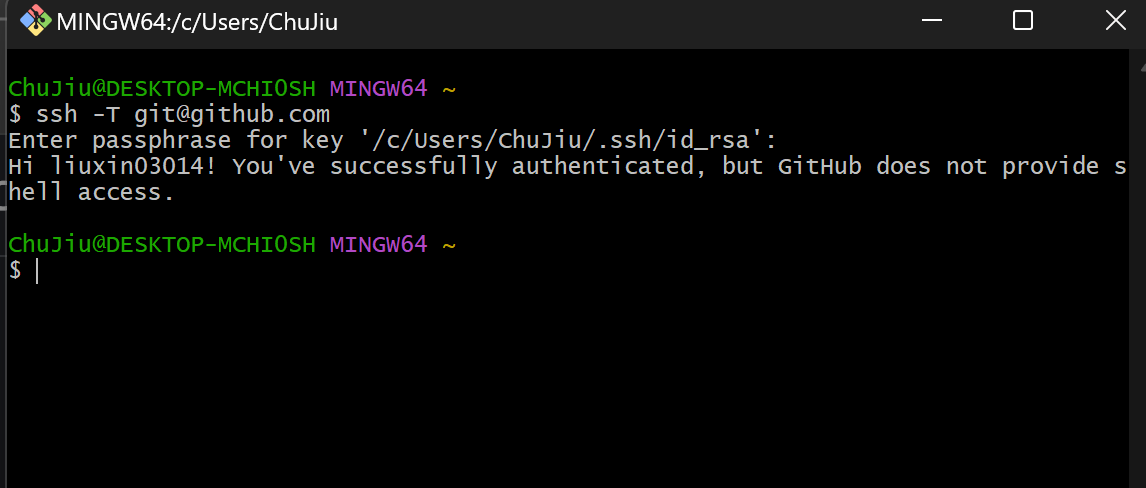 MINGW64:/c/Users/ChuJiu
ChuJiu@DESKTOP-MCHIOSH MINGW64 ~
$ ssh -T git@github.com
Enter passphrase for key '/c/Users/ChuJiu/.ssh/id_rsa':
Hi liuxin03014! You've successfully authenticated, but GitHub does not provide s
hell access.
ChuJiu@DESKTOP-MCHIOSH MINGW64 ~
$